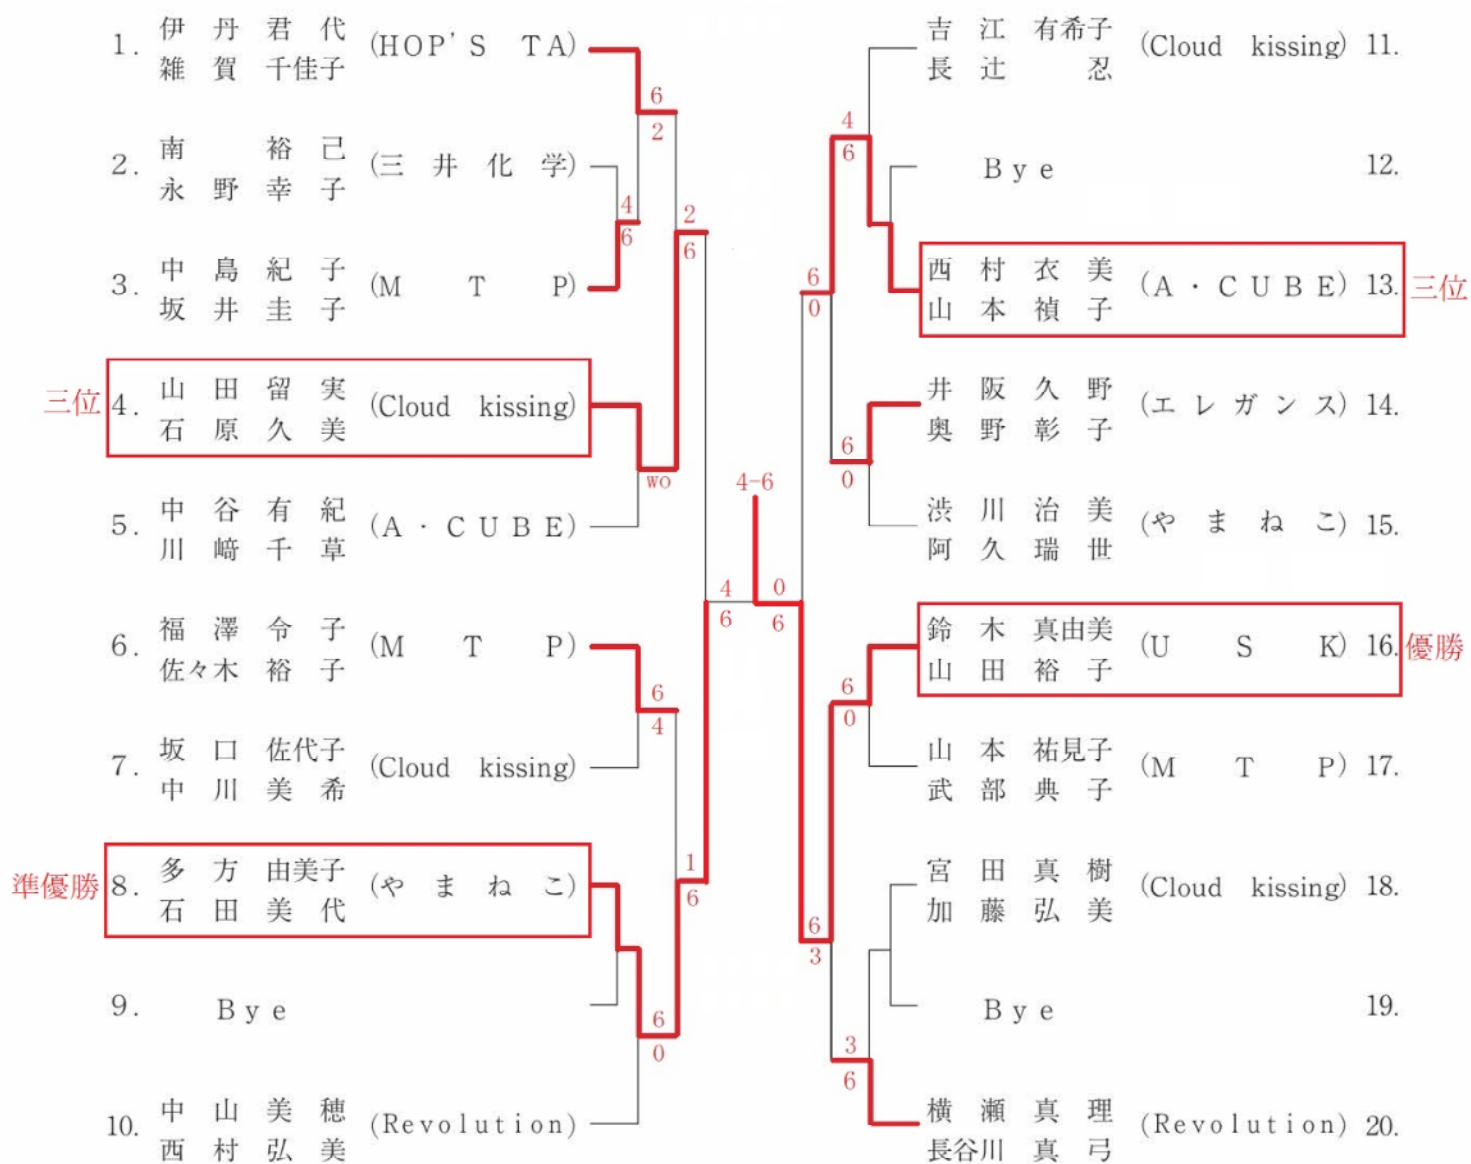 1. 伊丹君代 (HOP'S TA)
雑賀千佳子
2. 南裕己 (三井化学)
永野幸子
3. 中島紀子 (MTP)
坂井圭子
三位 4. 山田留実 (Cloud kissing)
石原久美
5. 中谷有紀 (A・CUBE)
川﨑千草
6. 福澤令子 (MTP)
佐々木裕子
7. 坂口佐代子 (Cloud kissing)
中川美希
準優勝 8. 多方由美子 (やまねこ)
石田美代
9. Bye
10. 中山美穂 (Revolution)
西村弘美
6
2
4
6
2
6
wo
6
4
1
6
6
0
4
6
4-6
0
6
4
6
6
0
6
0
6
0
6
3
3
6
吉江有希子 (Cloud kissing) 11.
長辻忍
Bye 12.
西村衣美 (A・CUBE) 13. 三位
山本禎子
井阪久野 (エレガンス) 14.
奥野彰子
渋川治美 (やまねこ) 15.
阿久瑞世
鈴木真由美 (USK) 16. 優勝
山田裕子
山本祐見子 (MTP) 17.
武部典子
宮田真樹 (Cloud kissing) 18.
加藤弘美
Bye 19.
横瀬真理 (Revolution) 20.
長谷川真弓